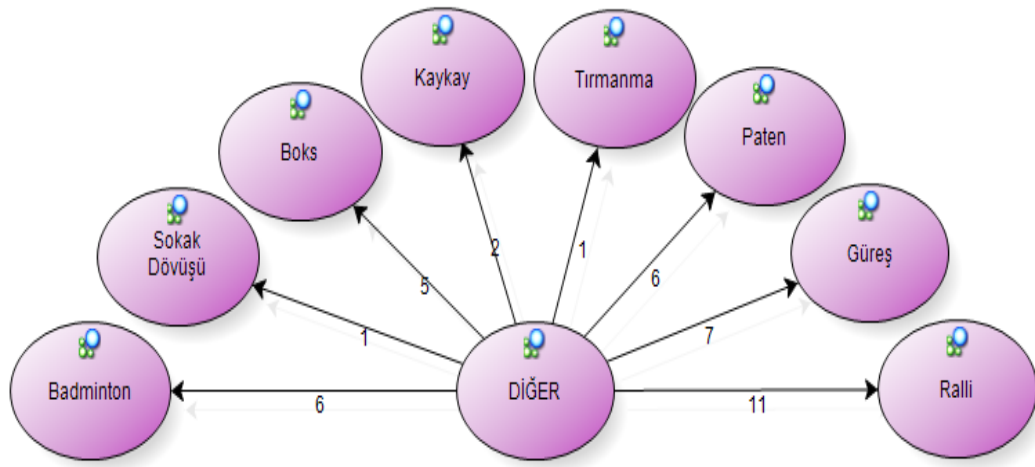 Kaykay
Tırmanma
Boks
Paten
Sokak
Dövüşü
Güreş
2
1
5
6
1
7
Badminton
6
DİĞER
11
Ralli